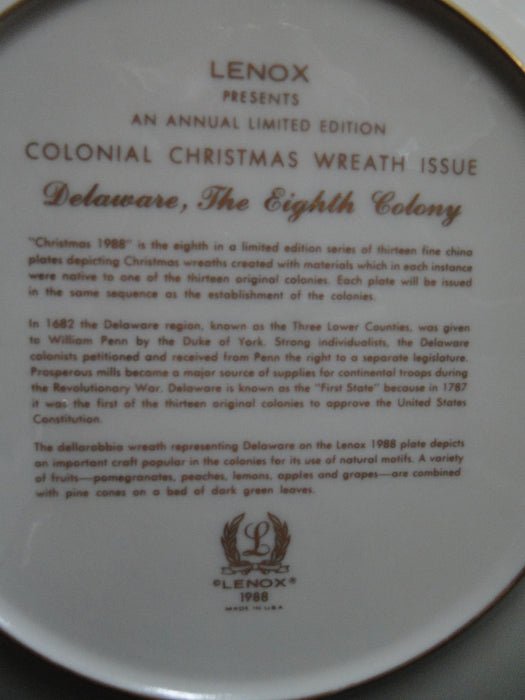 LENOX
PRESENTS
AN ANNUAL LIMITED EDITION
COLONIAL CHRISTMAS WREATH ISSUE
Delaware, The Eighth Colony
"Christmas 1988" is the eighth in a limited edition series of thirteen fine china
plates depicting Christmas wreaths created with materials which in each instance
were native to one of the thirteen original colonies. Each plate will be issued
in the same sequence as the establishment of the colonies.
In 1682 the Delaware region, known as the Three Lower Counties, was given
to William Penn by the Duke of York. Strong individualists, the Delaware
colonists petitioned and received from Penn the right to a separate legislature.
Prosperous mills became a major source of supplies for continental troops during
the Revolutionary War. Delaware is known as the "First State" because in 1787
it was the first of the thirteen original colonies to approve the United States
Constitution.
The dellarobbia wreath representing Delaware on the Lenox 1988 plate depicts
an important craft popular in the colonies for its use of natural motifs. A variety
of fruits—pomegranates, peaches, lemons, apples and grapes—are combined
with pine cones on a bed of dark green leaves.
L
©LENOX®
1988
MADE IN USA